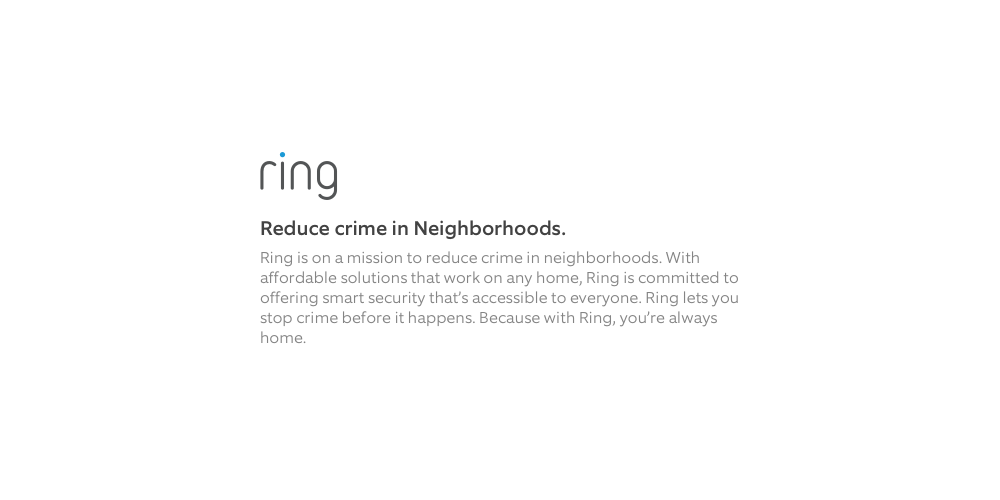 ring
Reduce crime in Neighborhoods.
Ring is on a mission to reduce crime in neighborhoods. With
affordable solutions that work on any home, Ring is committed to
offering smart security that’s accessible to everyone. Ring lets you
stop crime before it happens. Because with Ring, you’re always
home.